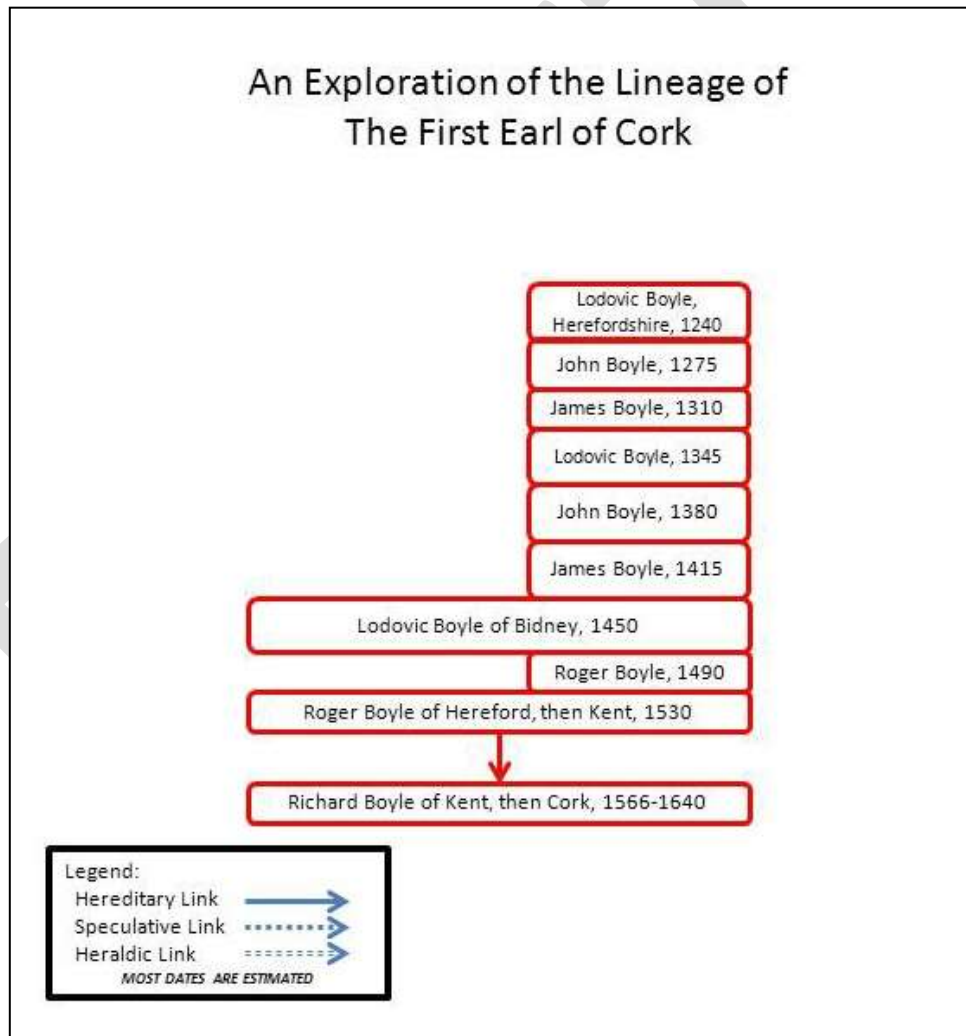 An Exploration of the Lineage of
The First Earl of Cork
Lodovic Boyle,
Herefordshire, 1240
John Boyle, 1275
James Boyle, 1310
Lodovic Boyle, 1345
John Boyle, 1380
James Boyle, 1415
Lodovic Boyle of Bidney, 1450
Roger Boyle, 1490
Roger Boyle of Hereford, then Kent, 1530
Richard Boyle of Kent, then Cork, 1566-1640
Legend:
Hereditary Link
Speculative Link
Heraldic Link
MOST DATES ARE ESTIMATED